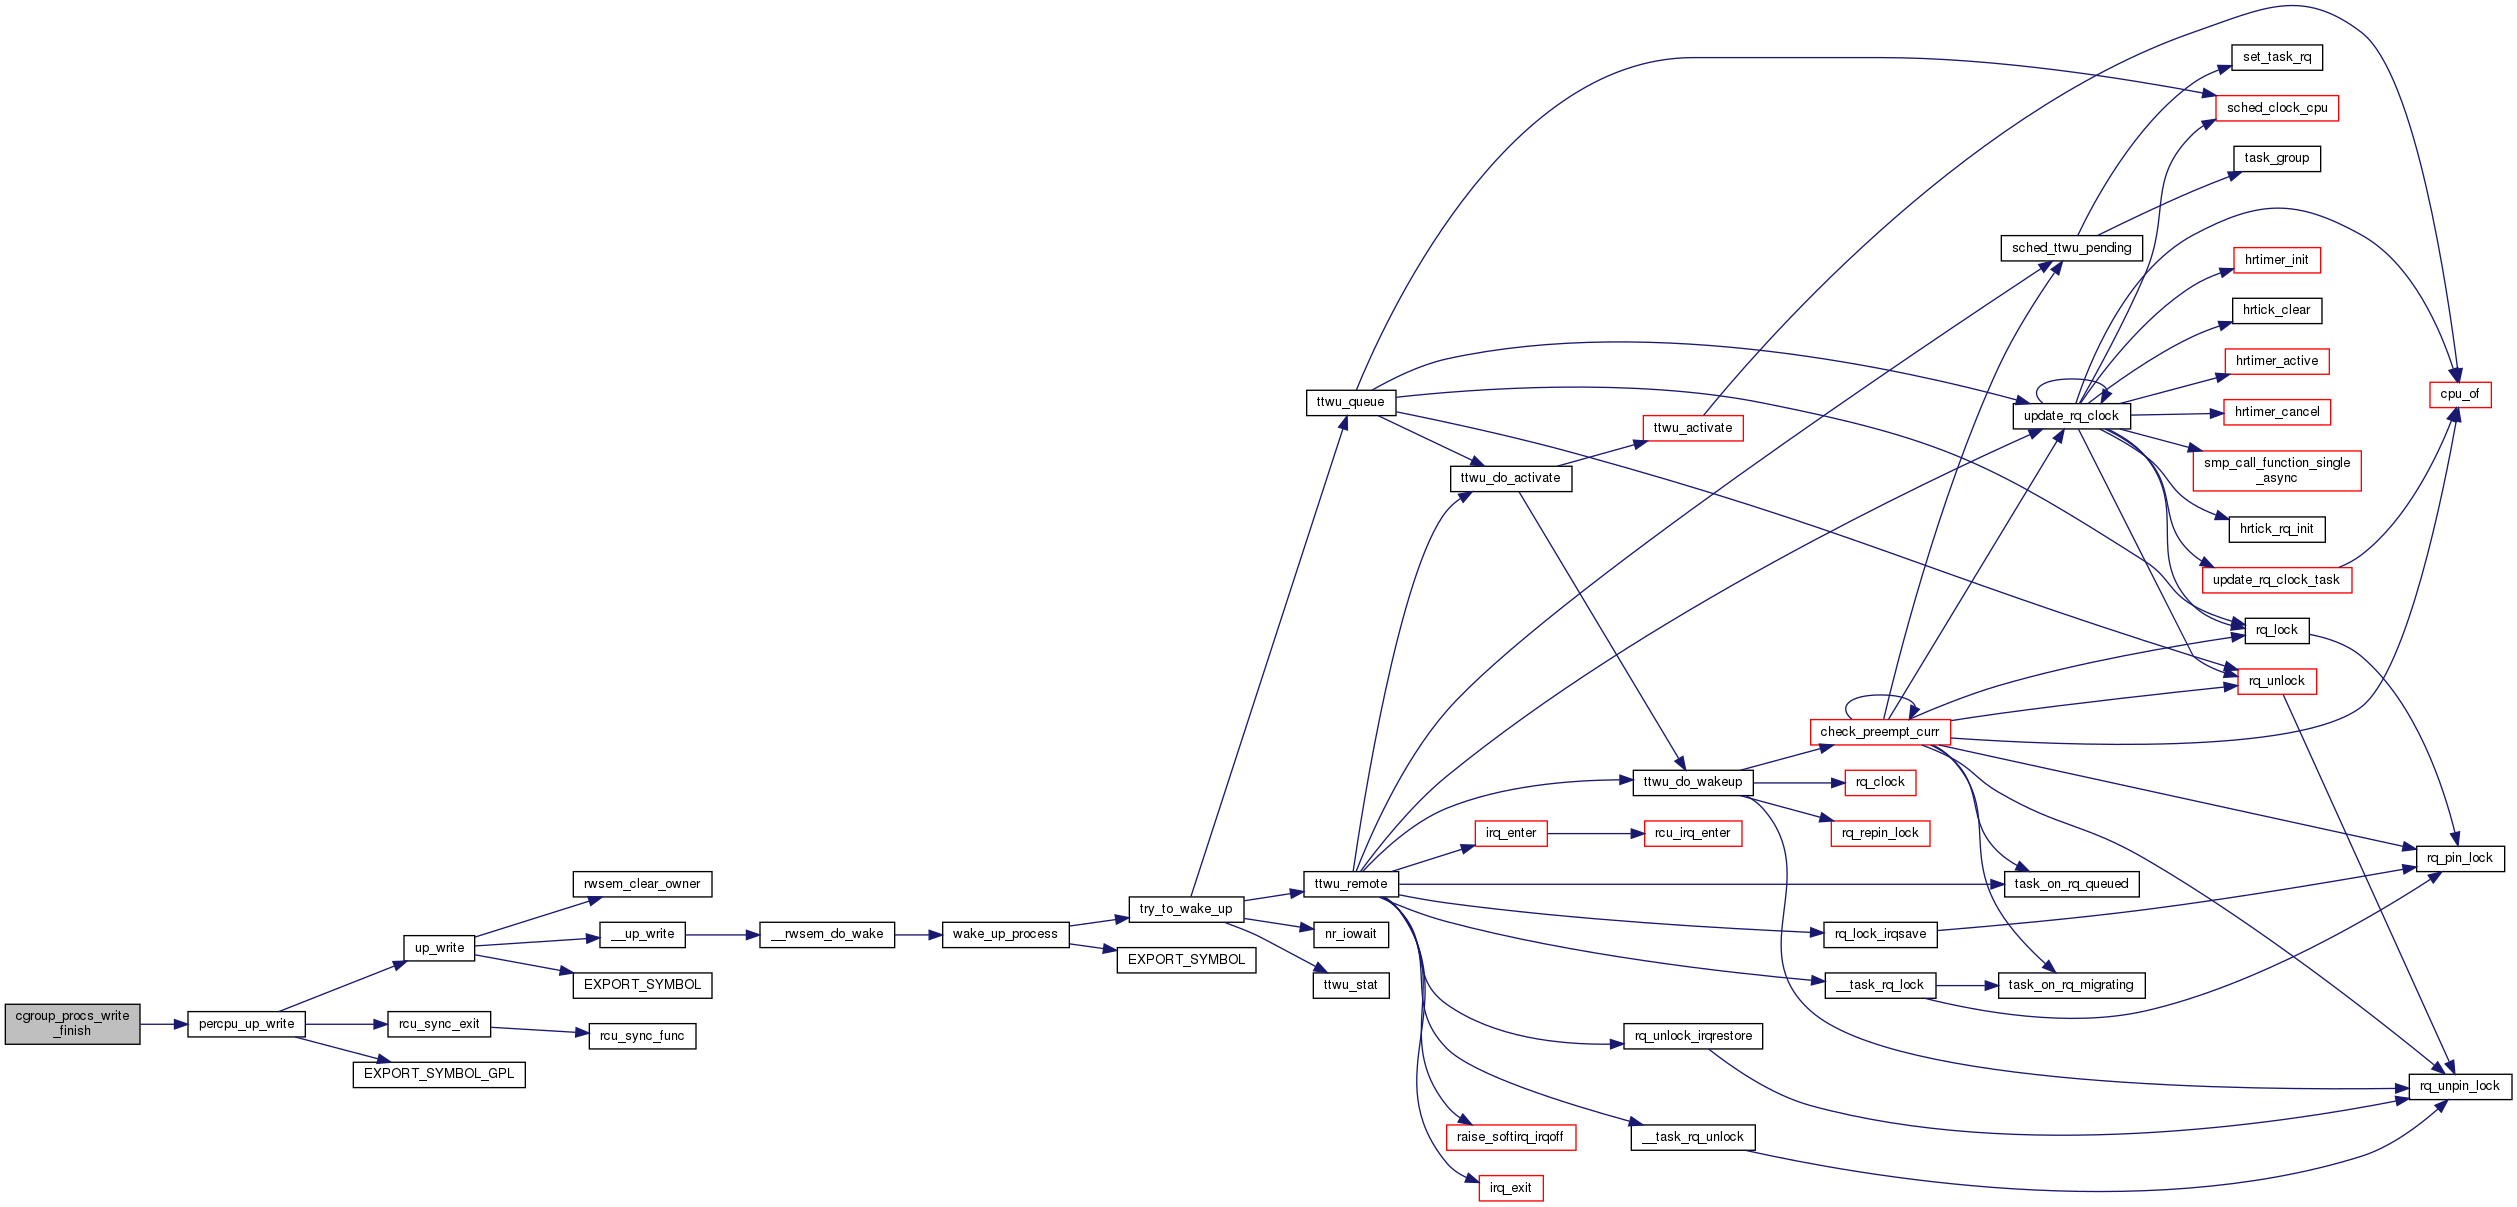 cgroup_procs_write
_finish
percpu_up_write
up_write
rcu_sync_exit
EXPORT_SYMBOL_GPL
rwsem_clear_owner
__up_write
EXPORT_SYMBOL
rcu_sync_func
__rwsem_do_wake
wake_up_process
try_to_wake_up
EXPORT_SYMBOL
ttwu_queue
ttwu_remote
nr_iowait
ttwu_stat
ttwu_do_activate
irq_enter
raise_softirq_irqoff
irq_exit
ttwu_activate
ttwu_do_wakeup
rcu_irq_enter
rq_unlock_irqrestore
__task_rq_unlock
check_preempt_curr
rq_clock
rq_repin_lock
rq_lock_irqsave
__task_rq_lock
sched_ttwu_pending
update_rq_clock
task_on_rq_queued
task_on_rq_migrating
set_task_rq
sched_clock_cpu
task_group
hrtimer_init
hrtick_clear
hrtimer_active
hrtimer_cancel
smp_call_function_single
_async
hrtick_rq_init
update_rq_clock_task
rq_lock
rq_unlock
cpu_of
rq_pin_lock
rq_unpin_lock